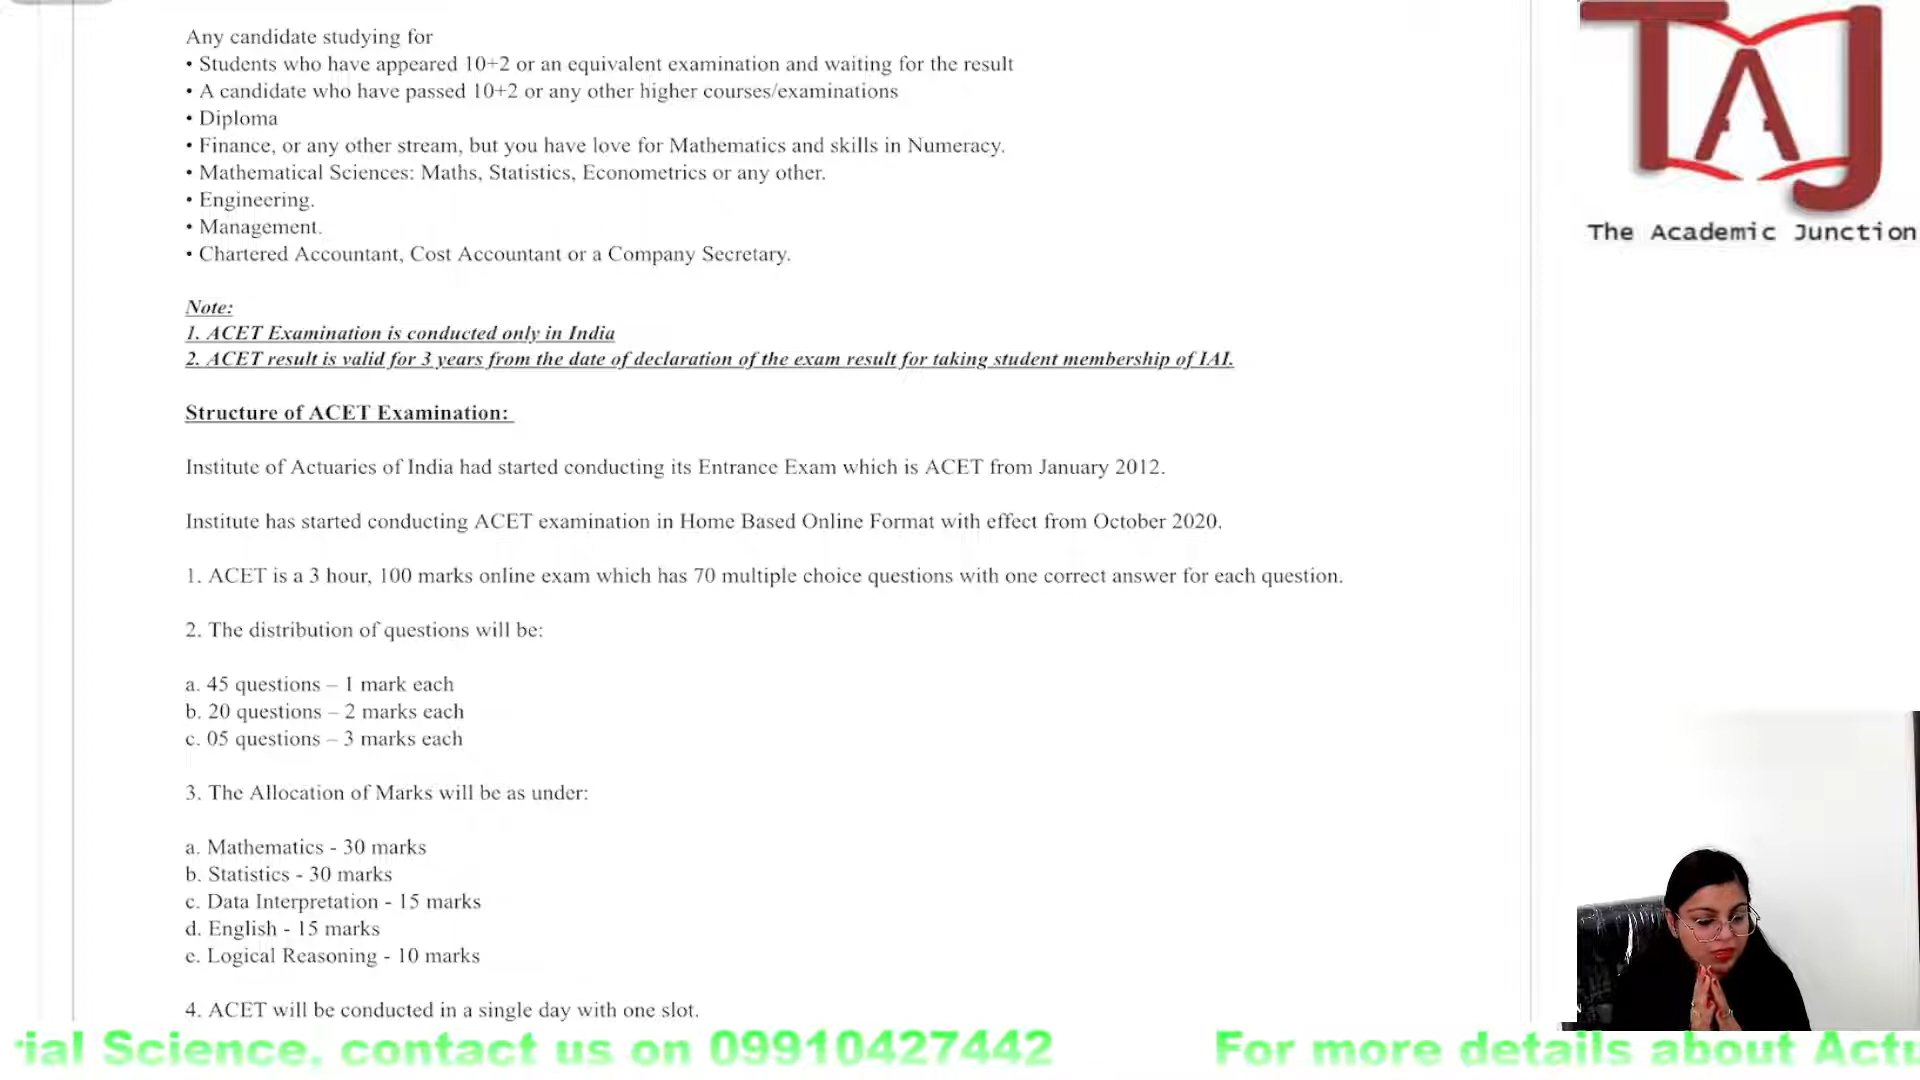 Any candidate studying for
• Students who have appeared 10+2 or an equivalent examination and waiting for the result
• A candidate who have passed 10+2 or any other higher courses/examinations
• Diploma
• Finance, or any other stream, but you have love for Mathematics and skills in Numeracy.
• Mathematical Sciences: Maths, Statistics, Econometrics or any other.
• Engineering.
• Management.
• Chartered Accountant, Cost Accountant or a Company Secretary.
Note:
1. ACET Examination is conducted only in India
2. ACET result is valid for 3 years from the date of declaration of the exam result for taking student membership of IAI.
Structure of ACET Examination:
Institute of Actuaries of India had started conducting its Entrance Exam which is ACET from January 2012.
Institute has started conducting ACET examination in Home Based Online Format with effect from October 2020.
1. ACET is a 3 hour, 100 marks online exam which has 70 multiple choice questions with one correct answer for each question.
2. The distribution of questions will be:
a. 45 questions – 1 mark each
b. 20 questions – 2 marks each
c. 05 questions – 3 marks each
3. The Allocation of Marks will be as under:
a. Mathematics - 30 marks
b. Statistics - 30 marks
c. Data Interpretation - 15 marks
d. English - 15 marks
e. Logical Reasoning - 10 marks
4. ACET will be conducted in a single day with one slot.
TAJ
The Academic Junction
ial Science, contact us on 09910427442 For more details about Actu